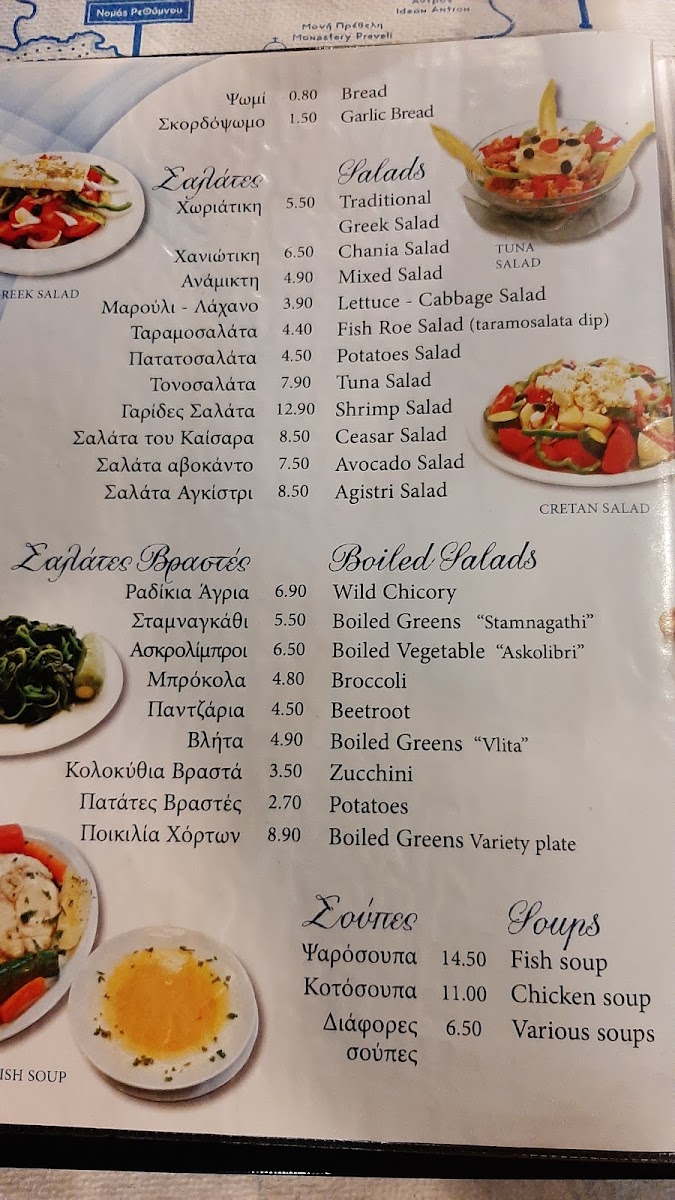 Νομός Ρεθύμνου
Μονή Πρέβελη
Monastery Preveli
Ideon Antron
Ψωμί 0.80 Bread
Σκορδόψωμο 1.50 Garlic Bread
Σαλάτες Salads
Χωριάτικη 5.50 Traditional
Greek Salad
Χανιώτικη 6.50 Chania Salad
Ανάμικτη 4.90 Mixed Salad
Μαρούλι - Λάχανο 3.90 Lettuce - Cabbage Salad
Ταραμοσαλάτα 4.40 Fish Roe Salad (taramosalata dip)
Πατατοσαλάτα 4.50 Potatoes Salad
Τονοσαλάτα 7.90 Tuna Salad
Γαρίδες Σαλάτα 12.90 Shrimp Salad
Σαλάτα του Καίσαρα 8.50 Ceasar Salad
Σαλάτα αβοκάντο 7.50 Avocado Salad
Σαλάτα Αγκίστρι 8.50 Agistri Salad
REEK SALAD
TUNA
SALAD
CRETAN SALAD
Σαλάτες Βραστές Boiled Salads
Ραδίκια Άγρια 6.90 Wild Chicory
Σταμναγκάθι 5.50 Boiled Greens “Stamnagathi”
Ασκρολίμπροι 6.50 Boiled Vegetable “Askolibri”
Μπρόκολα 4.80 Broccoli
Παντζάρια 4.50 Beetroot
Βλήτα 4.90 Boiled Greens “Vlita”
Κολοκύθια Βραστά 3.50 Zucchini
Πατάτες Βραστές 2.70 Potatoes
Ποικιλία Χόρτων 8.90 Boiled Greens Variety plate
Σούπες Soups
Ψαρόσουπα 14.50 Fish soup
Κοτόσουπα 11.00 Chicken soup
Διάφορες 6.50 Various soups
σούπες
ISH SOUP